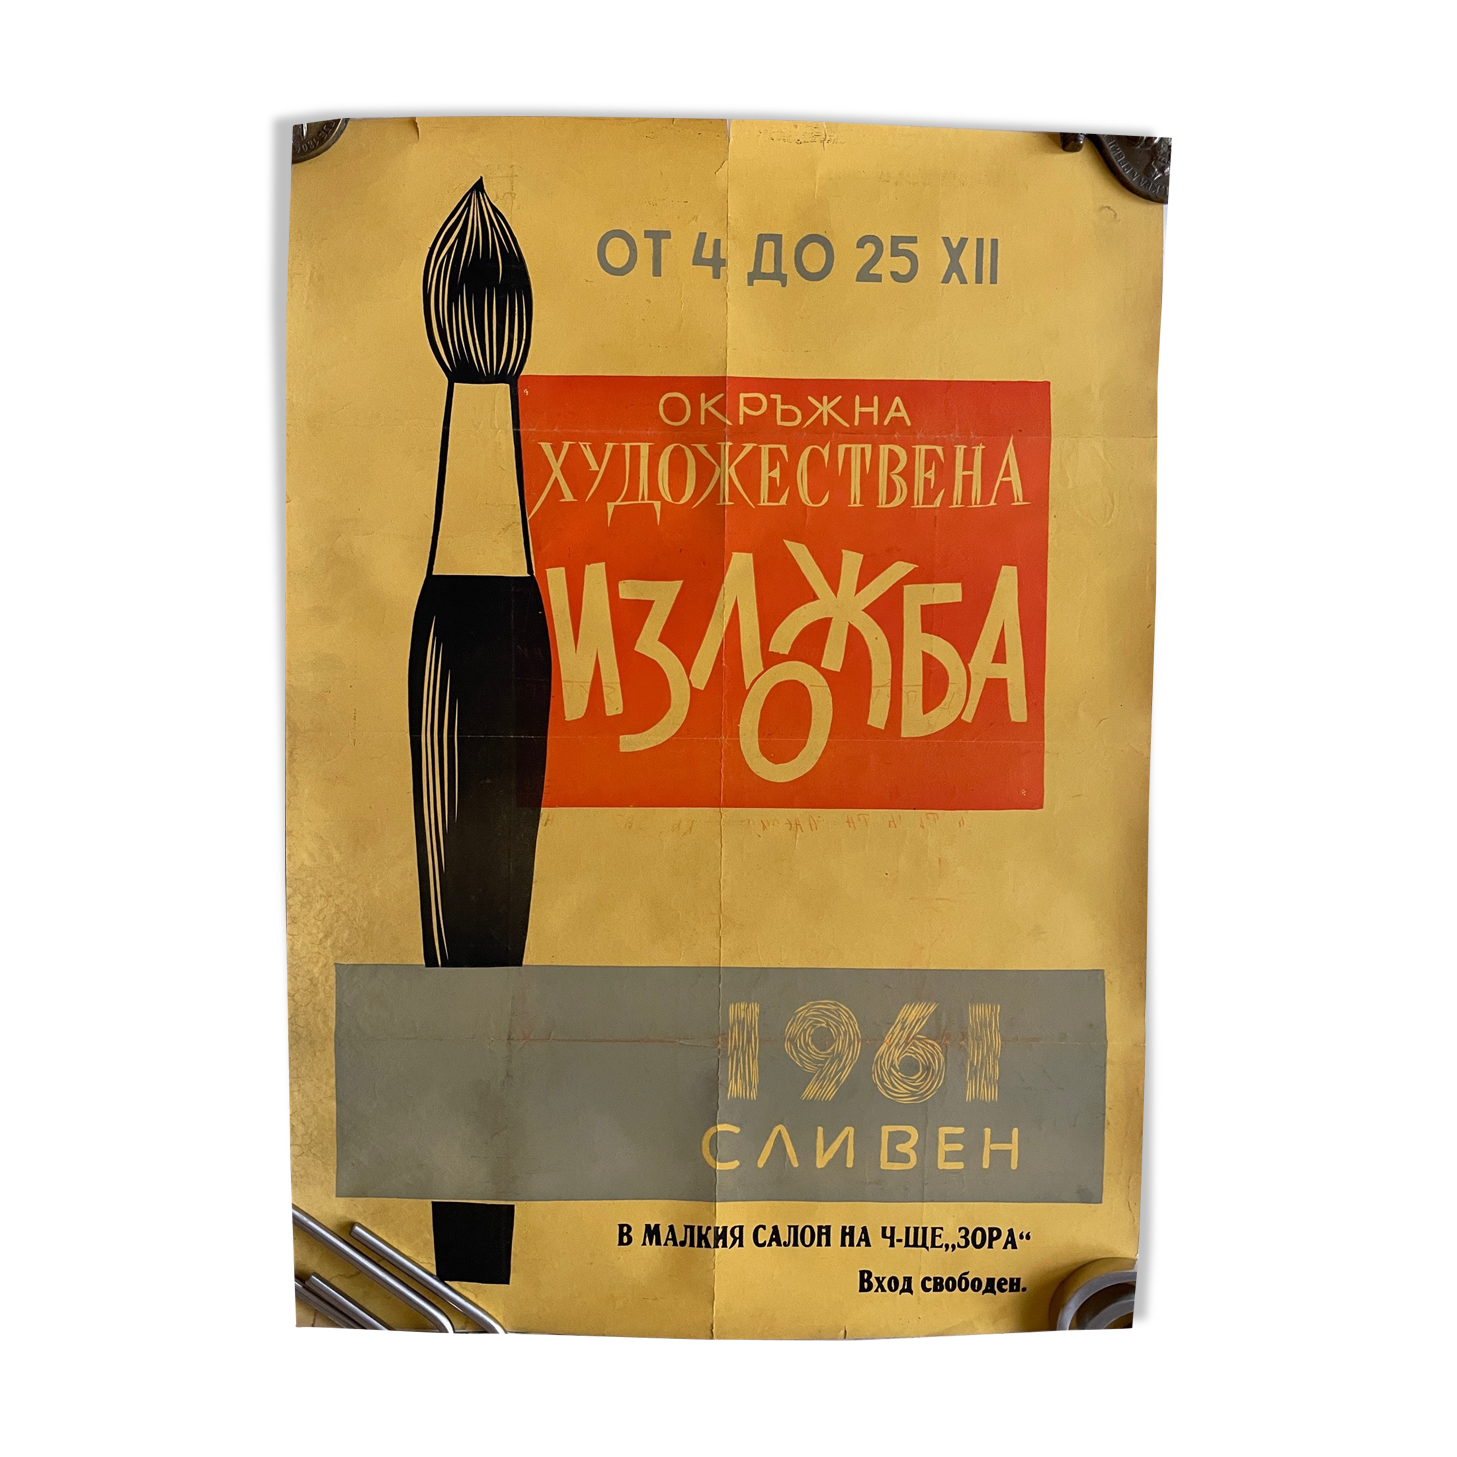 ОТ 4 ДО 25 XII
ОКРЪЖНА
ХУДОЖЕСТВЕНА
ИЗЛОЖБА
1961
СЛИВЕН
В МАЛКИЯ САЛОН НА Ч-ЩЕ„ЗОРА“
Вход свободен.